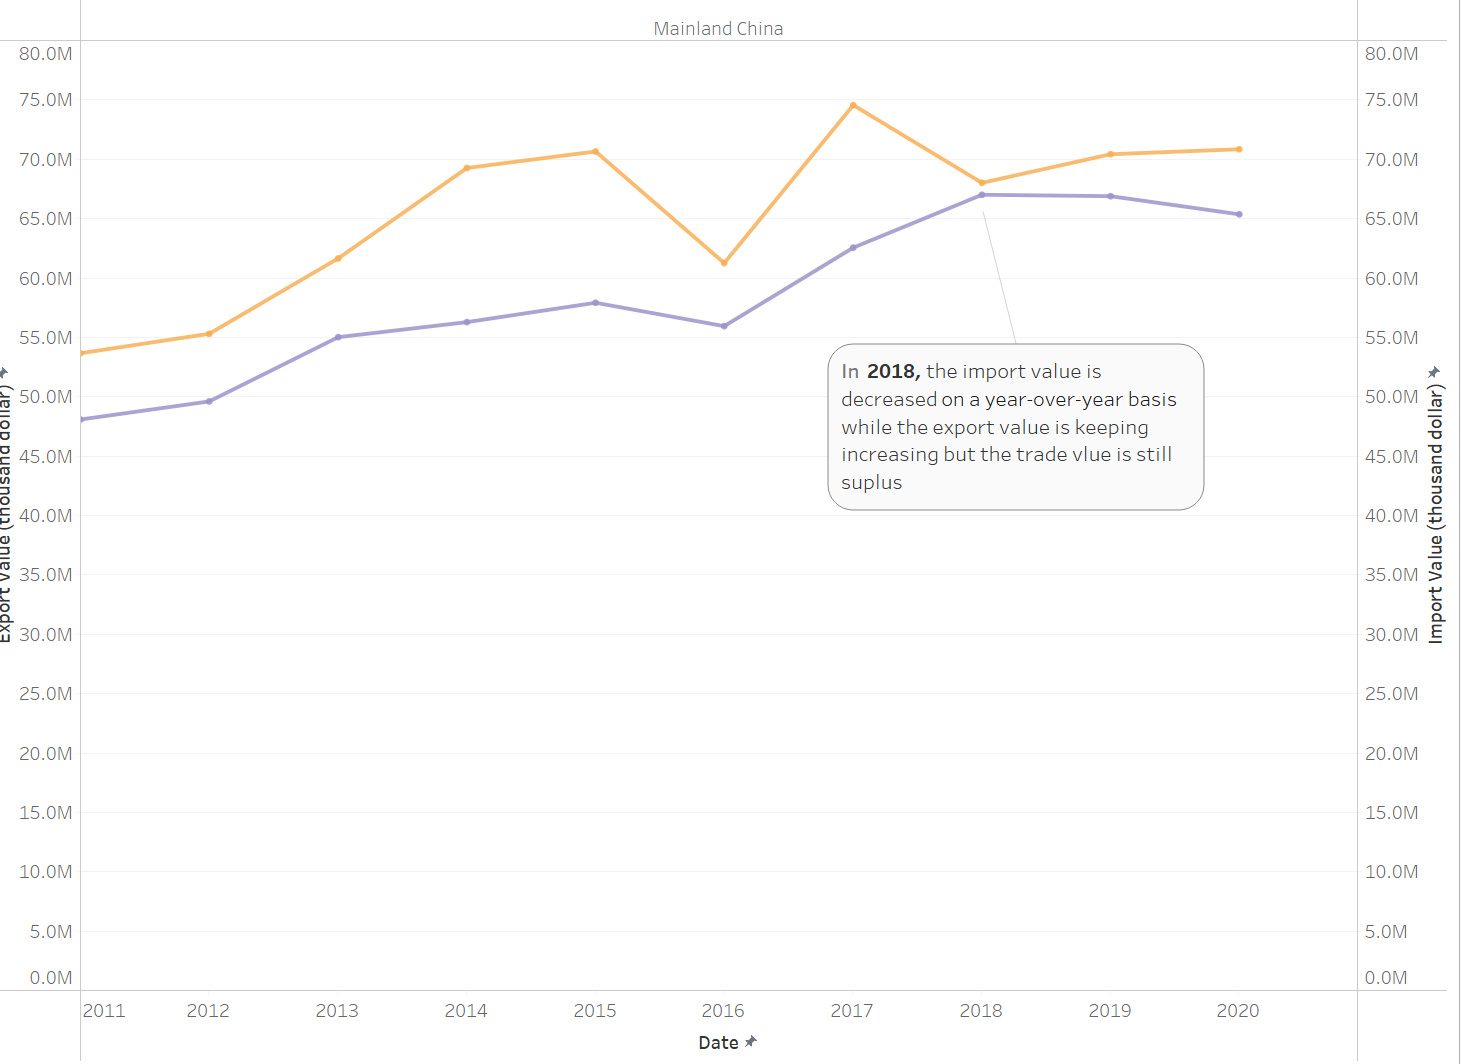 Mainland China
80.0M
75.0M
70.0M
65.0M
60.0M
55.0M
50.0M
45.0M
40.0M
35.0M
30.0M
25.0M
20.0M
15.0M
10.0M
5.0M
0.0M
Export Value (thousand dollar)
80.0M
75.0M
70.0M
65.0M
60.0M
55.0M
50.0M
45.0M
40.0M
35.0M
30.0M
25.0M
20.0M
15.0M
10.0M
5.0M
0.0M
Import Value (thousand dollar)
In 2018, the import value is
decreased on a year-over-year basis
while the export value is keeping
increasing but the trade vlue is still
suplus
2011 2012 2013 2014 2015 2016 2017 2018 2019 2020
Date